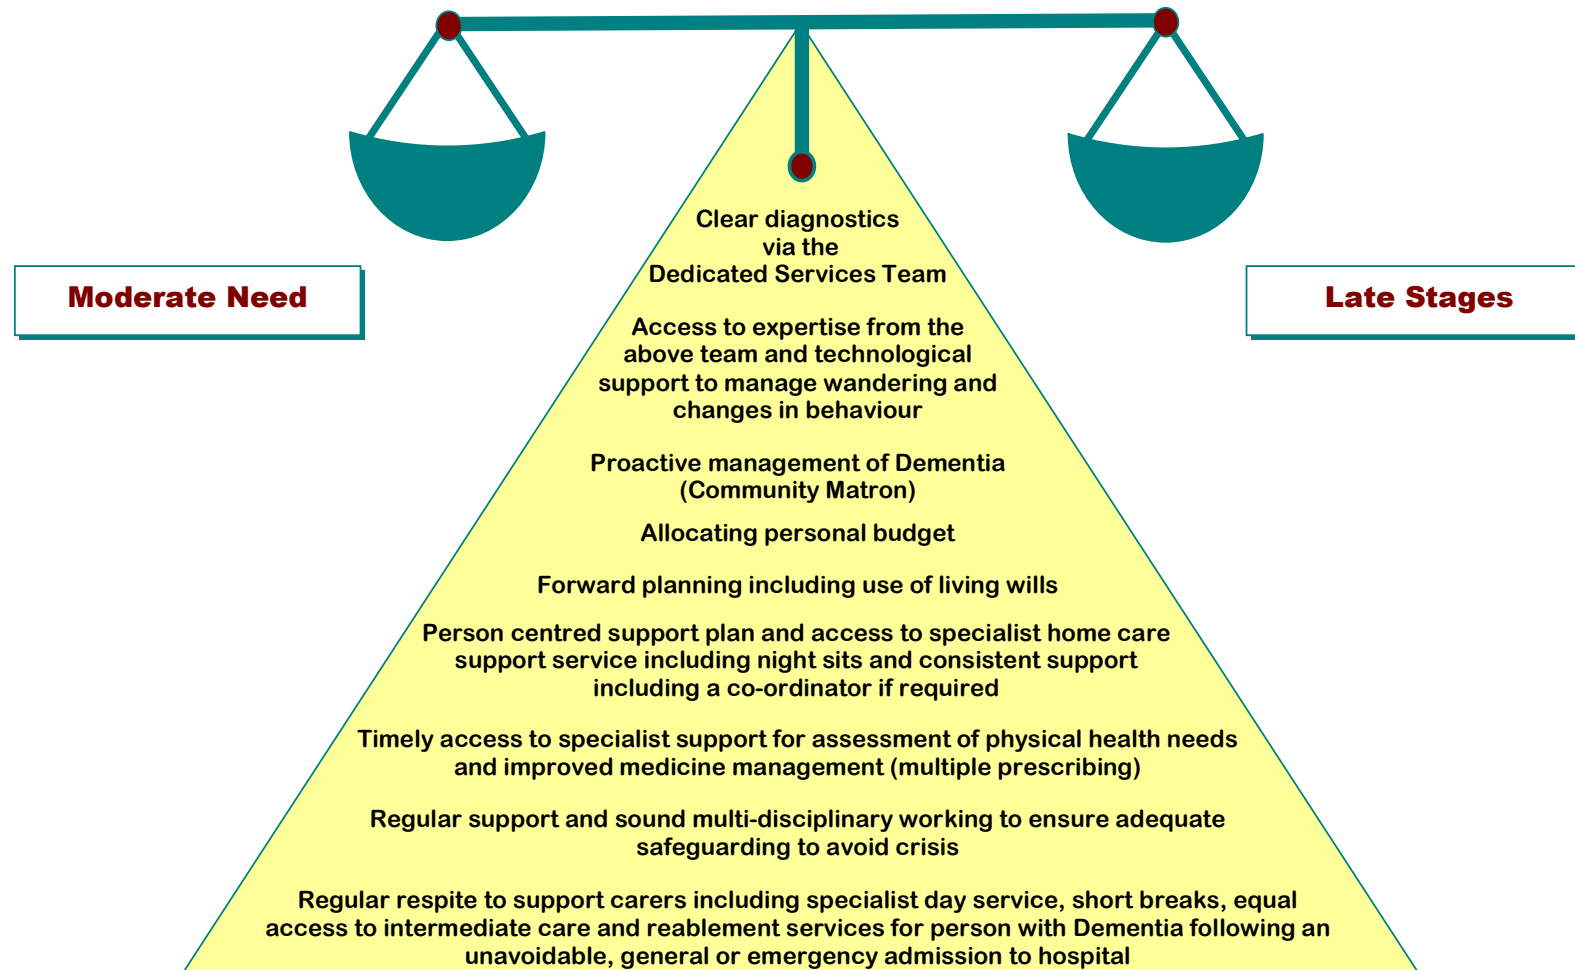 Clear diagnostics
via the
Dedicated Services Team
Moderate Need
Late Stages
Access to expertise from the
above team and technological
support to manage wandering and
changes in behaviour
Proactive management of Dementia
(Community Matron)
Allocating personal budget
Forward planning including use of living wills
Person centred support plan and access to specialist home care
support service including night sits and consistent support
including a co-ordinator if required
Timely access to specialist support for assessment of physical health needs
and improved medicine management (multiple prescribing)
Regular support and sound multi-disciplinary working to ensure adequate
safeguarding to avoid crisis
Regular respite to support carers including specialist day service, short breaks, equal
access to intermediate care and reablement services for person with Dementia following an
unavoidable, general or emergency admission to hospital